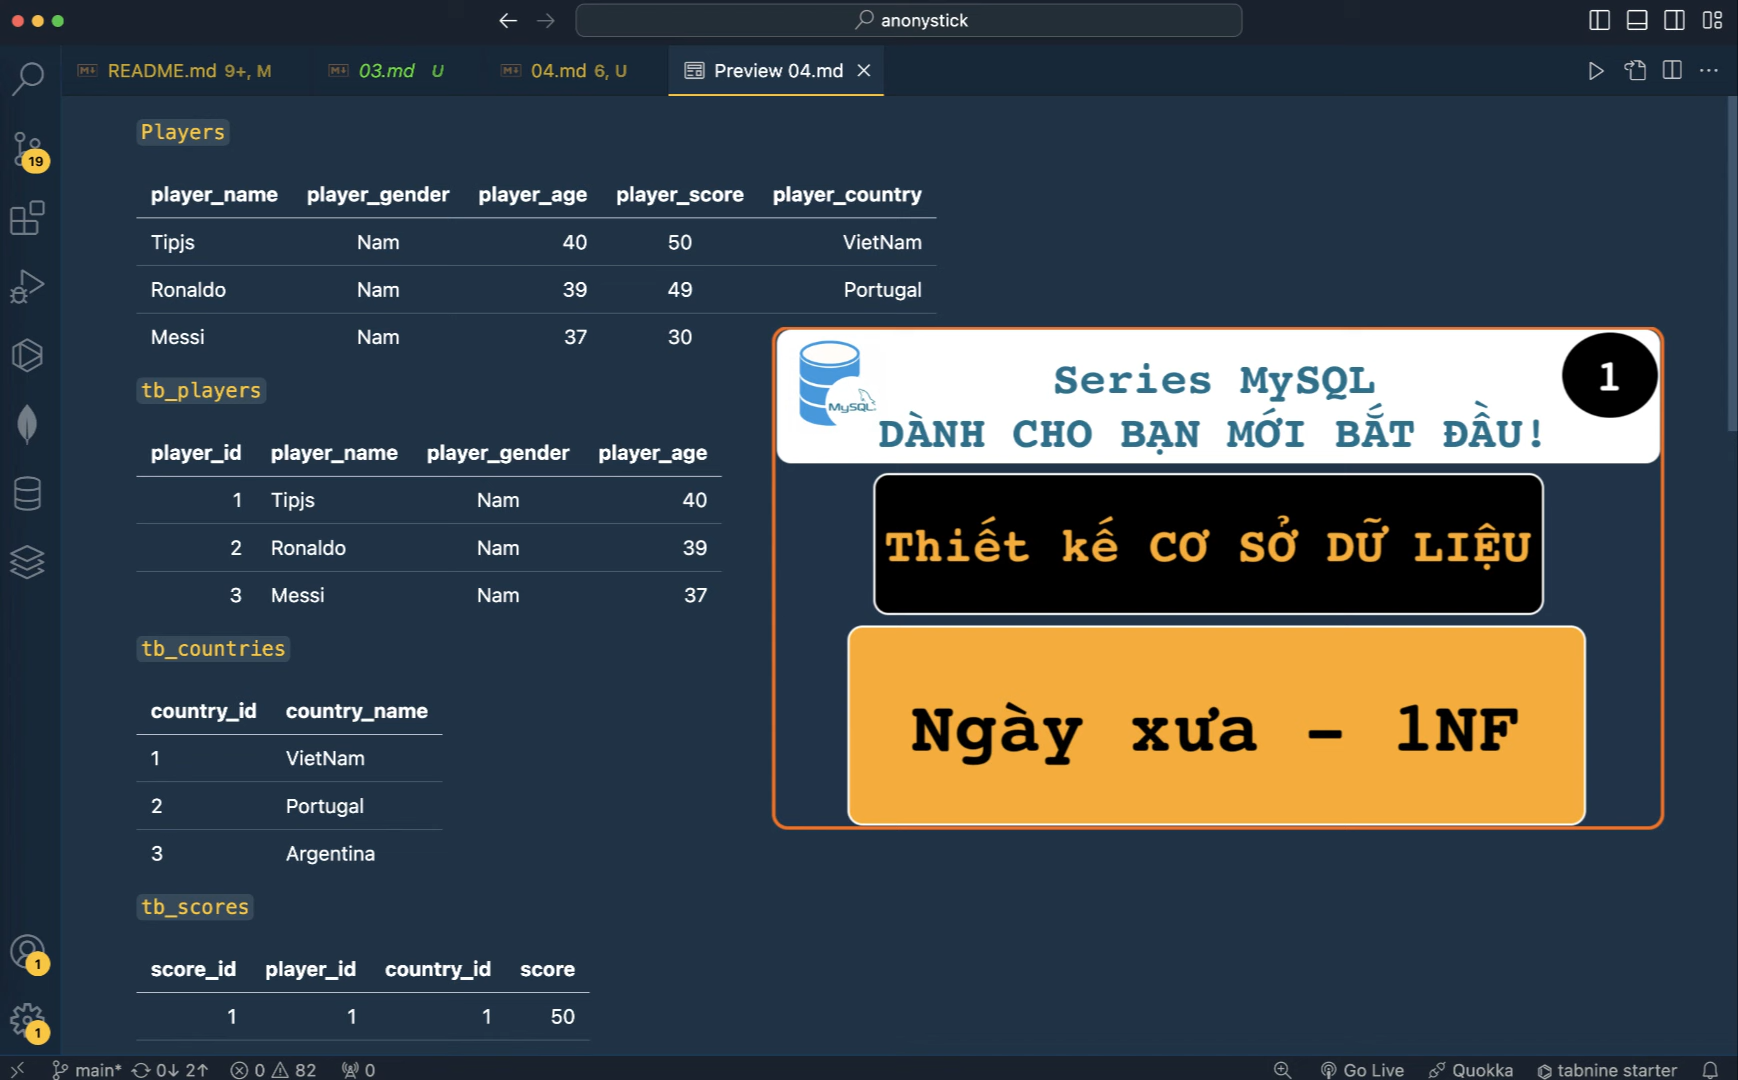 anonystick
README.md 9+, M
03.md U
04.md 6, U
Preview 04.md
19
Players
player_name player_gender player_age player_score player_country
Tipjs Nam 40 50 VietNam
Ronaldo Nam 39 49 Portugal
Messi Nam 37 30
tb_players
player_id player_name player_gender player_age
1 Tipjs Nam 40
2 Ronaldo Nam 39
3 Messi Nam 37
tb_countries
country_id country_name
1 VietNam
2 Portugal
3 Argentina
tb_scores
score_id player_id country_id score
1 1 1 50
MySQL
Series MySQL
DÀNH CHO BẠN MỚI BẮT ĐẦU!
1
Thiết kế CƠ SỞ DỮ LIỆU
Ngày xưa - 1NF
1
1
main* 0↓ 2↑ 0 82 0
Go Live Quokka tabnine starter